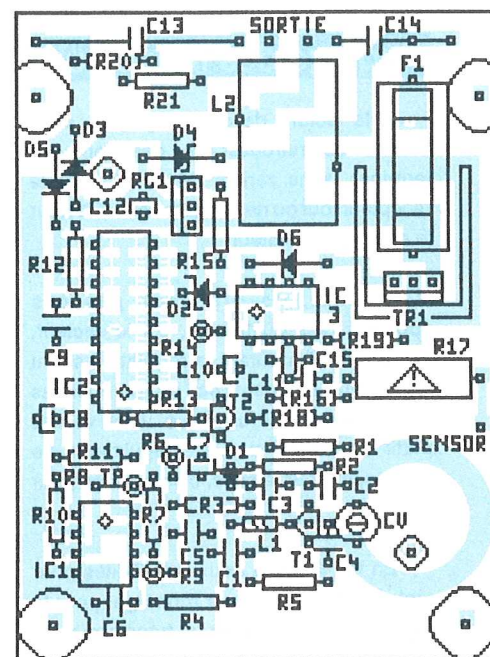 C13 SORTIE C14
R20
F1
R21
L2
D3
D5
D4
RC1
C12
D6
R12
R15
D2
IC
3
TR1
C9
R14
R19
R17
C10
C15
IC2
C11
R13
T2
R16
C8
R18
R6
C7
SENSOR
R11
D1
R1
R8
TP
R2
R10
R7
CR3
C3
C2
CV
L1
C5
IC1
R9
C1
T1
C4
C6
R4
R5